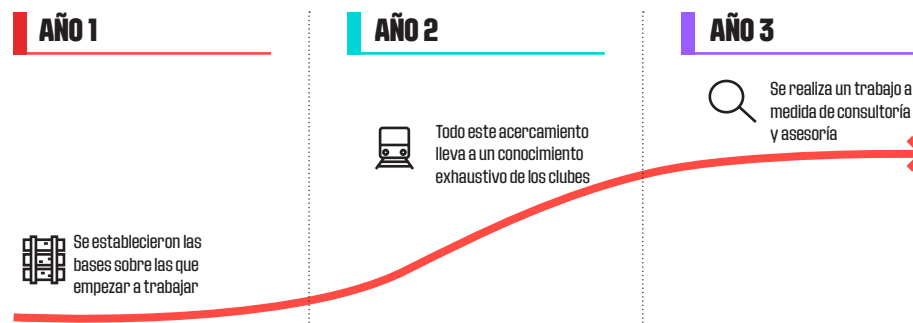 AÑO 1
AÑO 2
AÑO 3
Se realiza un trabajo a
medida de consultoría
y asesoría
Todo este acercamiento
lleva a un conocimiento
exhaustivo de los clubes
Se establecieron las
bases sobre las que
empezar a trabajar